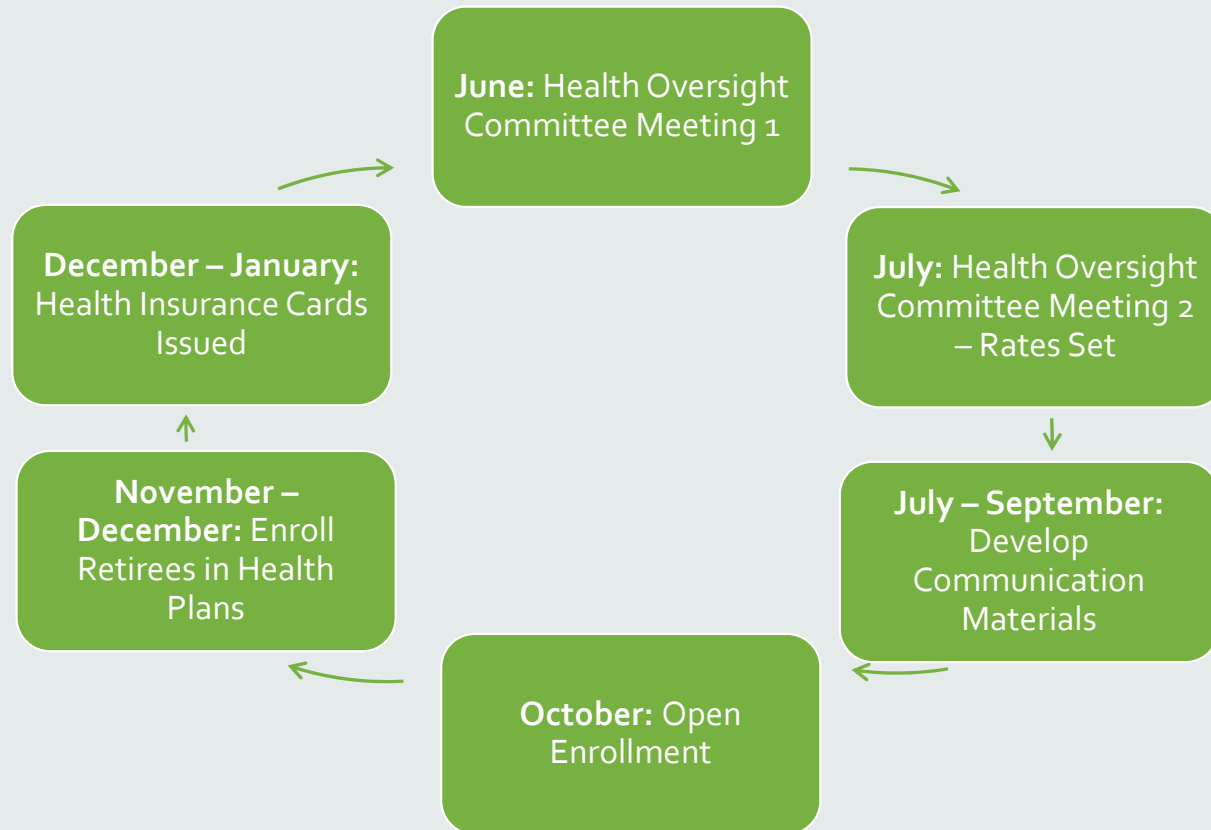 June: Health Oversight
Committee Meeting 1
July: Health Oversight
Committee Meeting 2
– Rates Set
July – September:
Develop
Communication
Materials
October: Open
Enrollment
November –
December: Enroll
Retirees in Health
Plans
December – January:
Health Insurance Cards
Issued